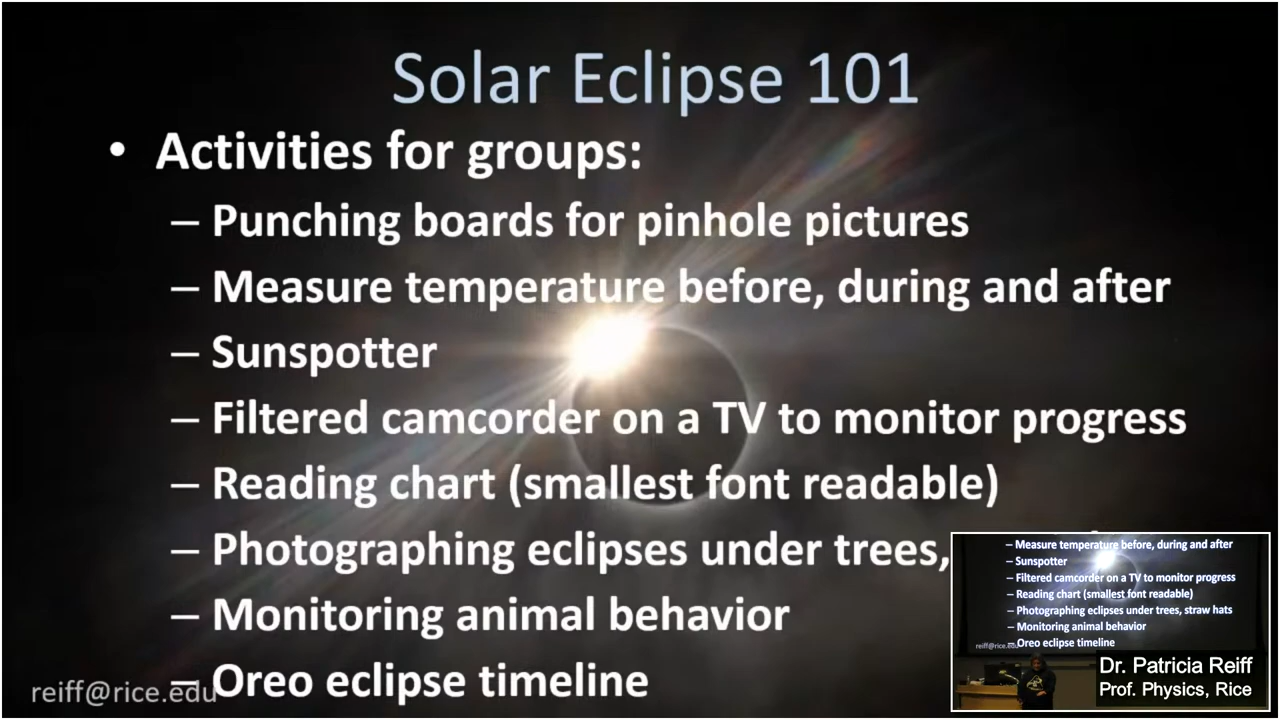 Solar Eclipse 101
• Activities for groups:
– Punching boards for pinhole pictures
– Measure temperature before, during and after
– Sunspotter
– Filtered camcorder on a TV to monitor progress
– Reading chart (smallest font readable)
– Photographing eclipses under trees,
– Monitoring animal behavior
– Oreo eclipse timeline
reiff@rice.edu
– Measure temperature before, during and after
– Sunspotter
– Filtered camcorder on a TV to monitor progress
– Reading chart (smallest font readable)
– Photographing eclipses under trees, straw hats
– Monitoring animal behavior
– Oreo eclipse timeline
reiff@rice.edu
Dr. Patricia Reiff
Prof. Physics, Rice